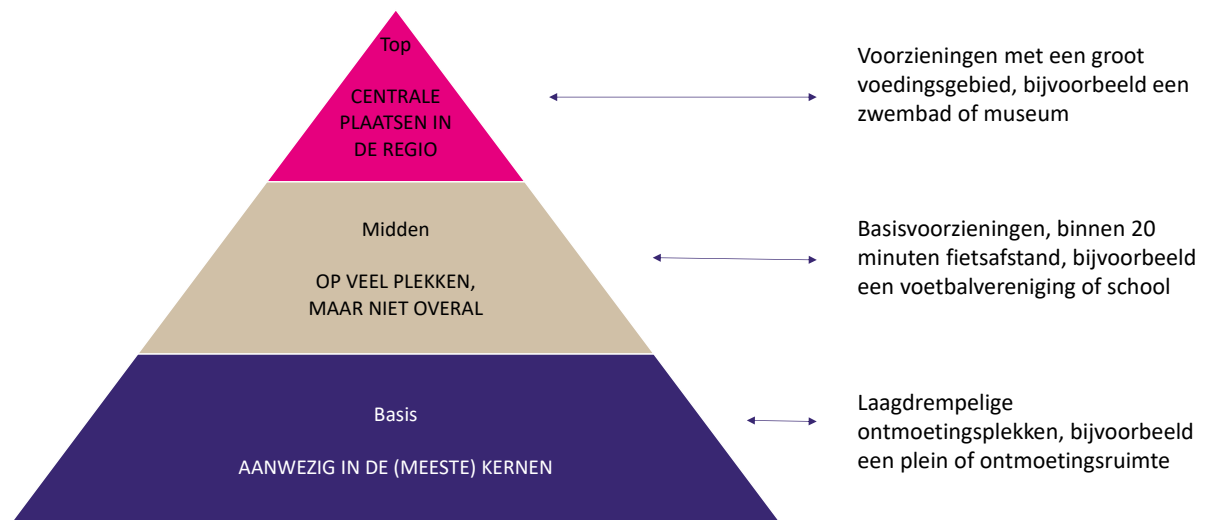 Top
CENTRALE
PLAATSEN IN
DE REGIO
Voorzieningen met een groot
voedingsgebied, bijvoorbeeld een
zwembad of museum
Midden
OP VEEL PLEKKEN,
MAAR NIET OVERAL
Basisvoorzieningen, binnen 20
minuten fietsafstand, bijvoorbeeld
een voetbalvereniging of school
Basis
AANWEZIG IN DE (MEESTE) KERNEN
Laagdrempelige
ontmoetingsplekken, bijvoorbeeld
een plein of ontmoetingsruimte